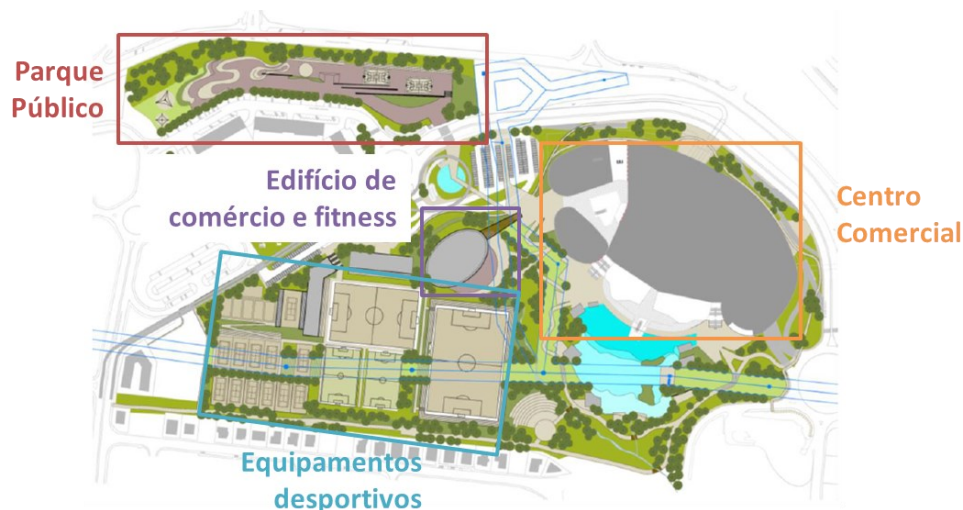 Parque
Público
Edifício de
comércio e fitness
Centro
Comercial
Equipamentos
desportivos